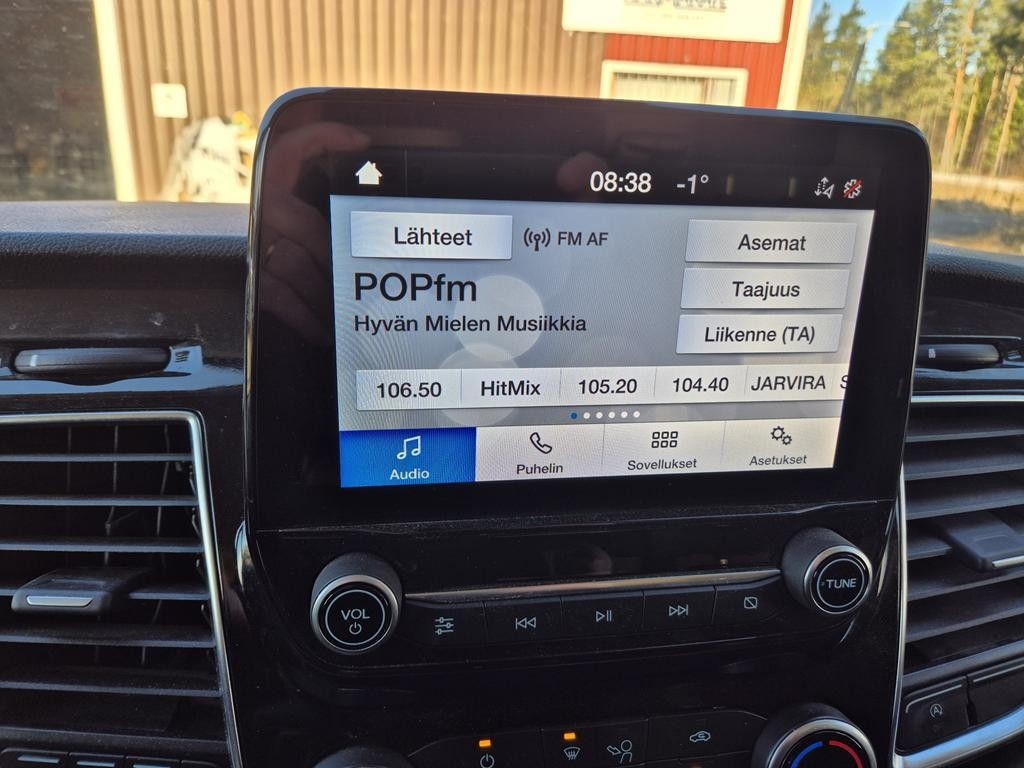 08:38 -1°
Lähteet FM AF Asemat
POPfm Taajuus
Hyvän Mielen Musiikkia Liikenne (TA)
106.50 HitMix 105.20 104.40 JARVIRA S
Audio Puhelin Sovellukset Asetukset
VOL TUNE
A